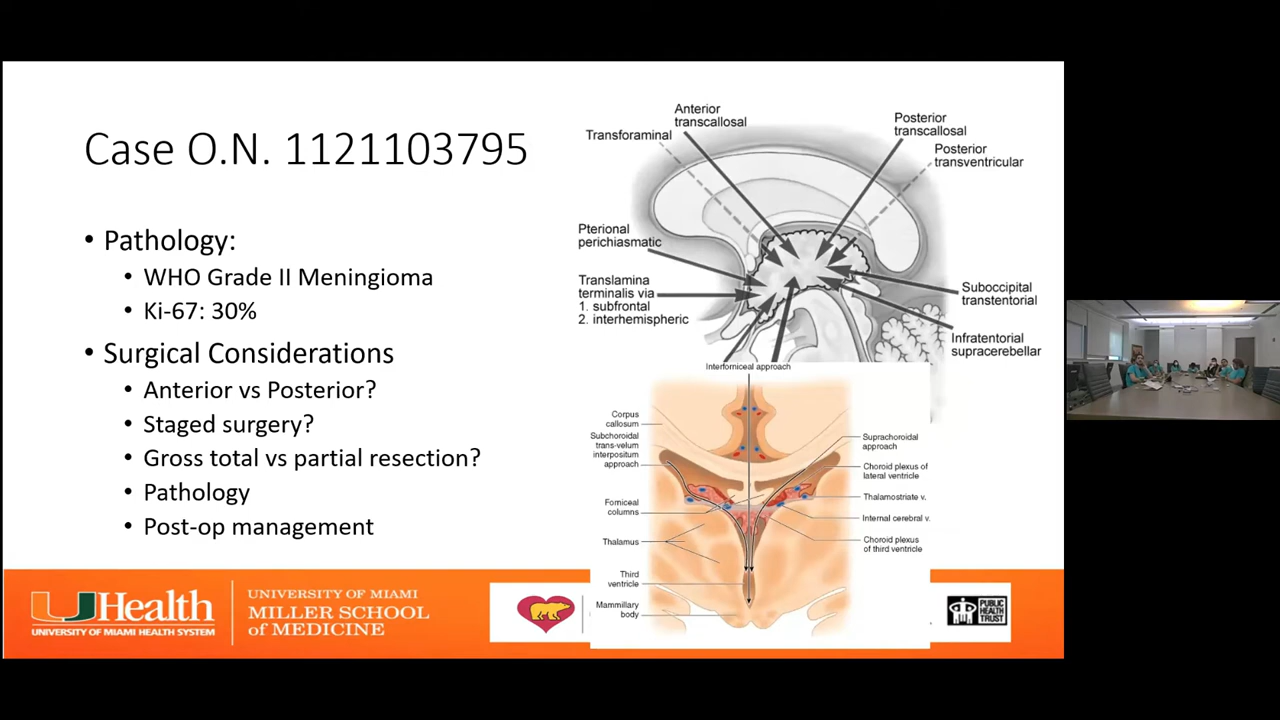 Case O.N. 1121103795
• Pathology:
• WHO Grade II Meningioma
• Ki-67: 30%
• Surgical Considerations
• Anterior vs Posterior?
• Staged surgery?
• Gross total vs partial resection?
• Pathology
• Post-op management
Anterior
transcallosal
Transforaminal
Posterior
transcallosal
Posterior
transventricular
Pterional
perichiasmatic
Translamina
terminalis via
1. subfrontal
2. interhemispheric
Suboccipital
transtentorial
Infratentorial
supracerebellar
Interforniceal approach
Corpus
callosum
Subchoroidal
trans-velum
interpositum
approach
Forniceal
columns
Thalamus
Third
ventricle
Mammillary
body
Suprachoroidal
approach
Choroid plexus of
lateral ventricle
Thalamostriate v.
Internal cerebral v.
Choroid plexus
of third ventricle
UHealth
UNIVERSITY OF MIAMI HEALTH SYSTEM
UNIVERSITY OF MIAMI
MILLER SCHOOL
of MEDICINE
PUBLIC
HEALTH
TRUST